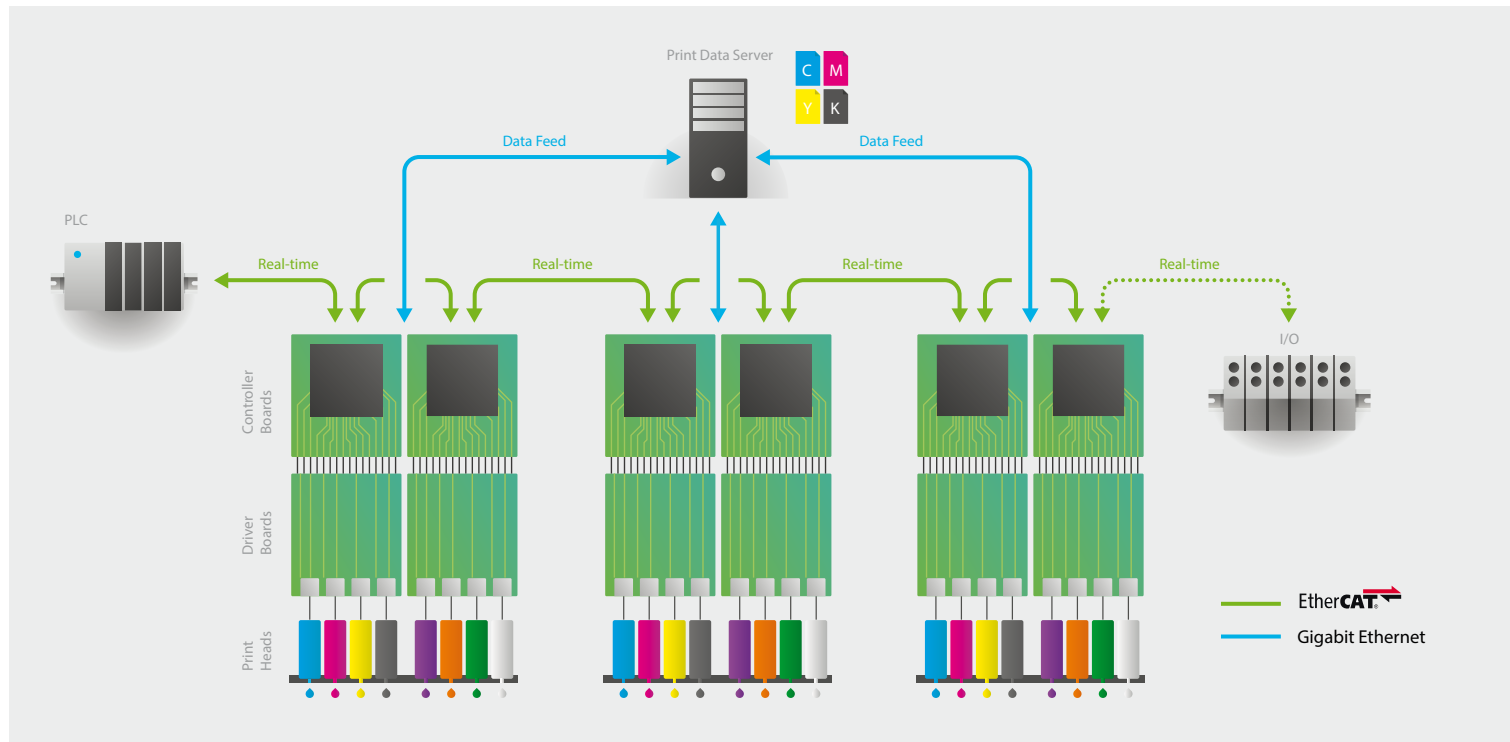 Print Data Server
C
M
Y
K
Data Feed
Data Feed
PLC
Real-time
Real-time
Real-time
Real-time
I/O
Controller
Boards
Driver
Boards
Print
Heads
EtherCAT®
Gigabit Ethernet